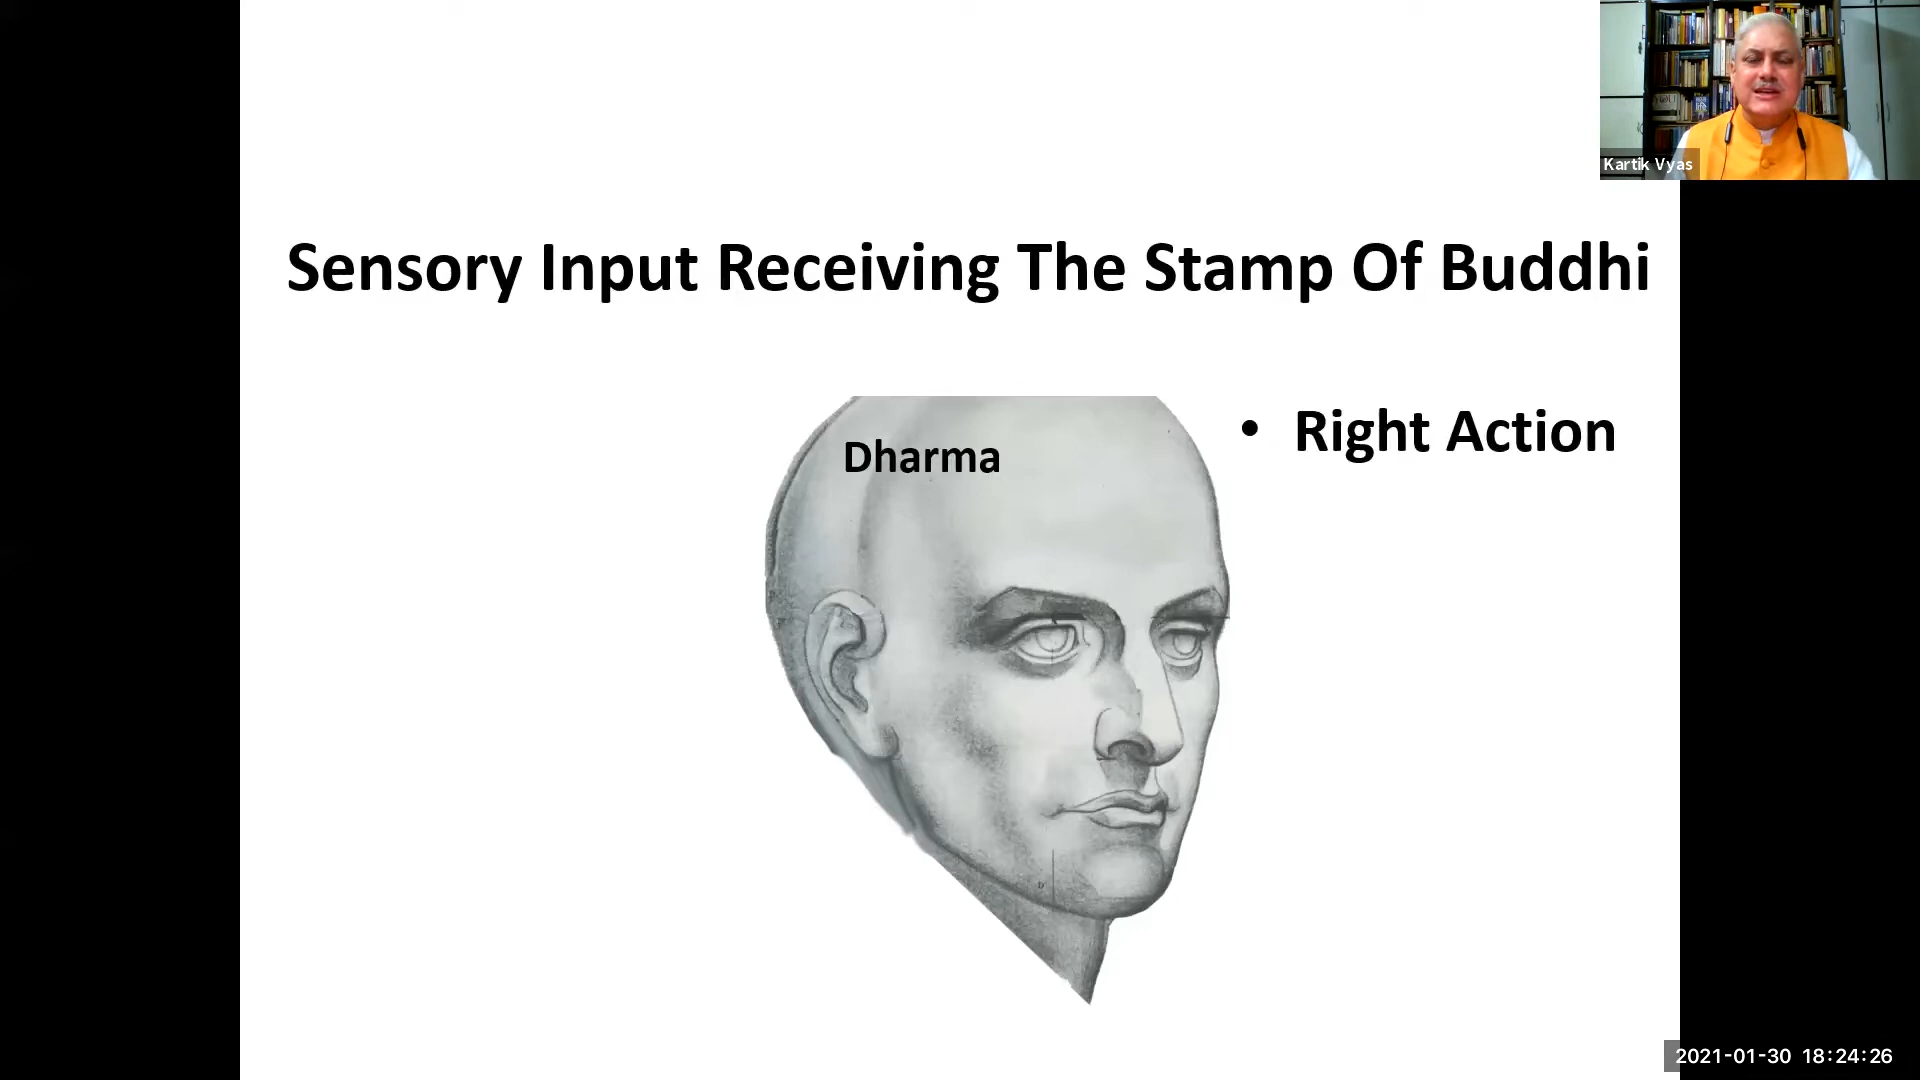 Kartik Vyas
Sensory Input Receiving The Stamp Of Buddhi
• Right Action
Dharma
2021-01-30 18:24:26